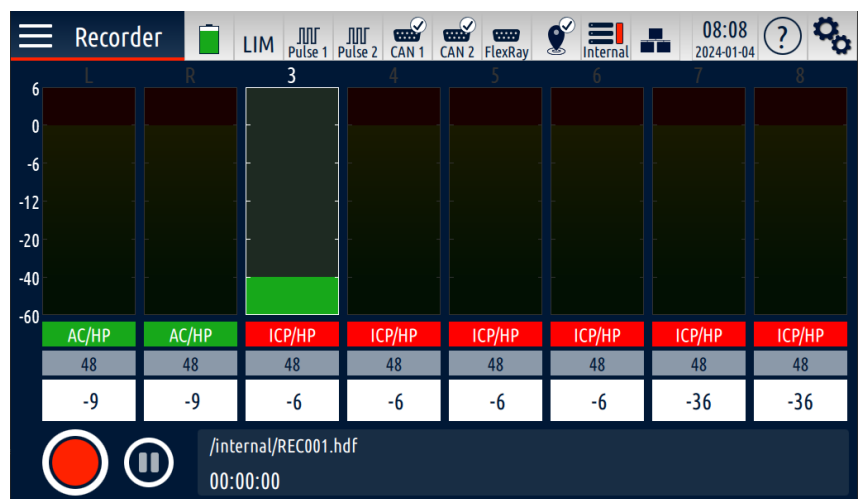 Recorder
LIM Pulse 1 Pulse 2 CAN 1 CAN 2 FlexRay Internal 08:08 ?
2024-01-04
L R 3 4 5 6 7 8
6
0
-6
-12
-20
-40
-60
AC/HP AC/HP ICP/HP ICP/HP ICP/HP ICP/HP ICP/HP ICP/HP
48 48 48 48 48 48 48 48
-9 -9 -6 -6 -6 -6 -36 -36
/internal/REC001.hdf
00:00:00